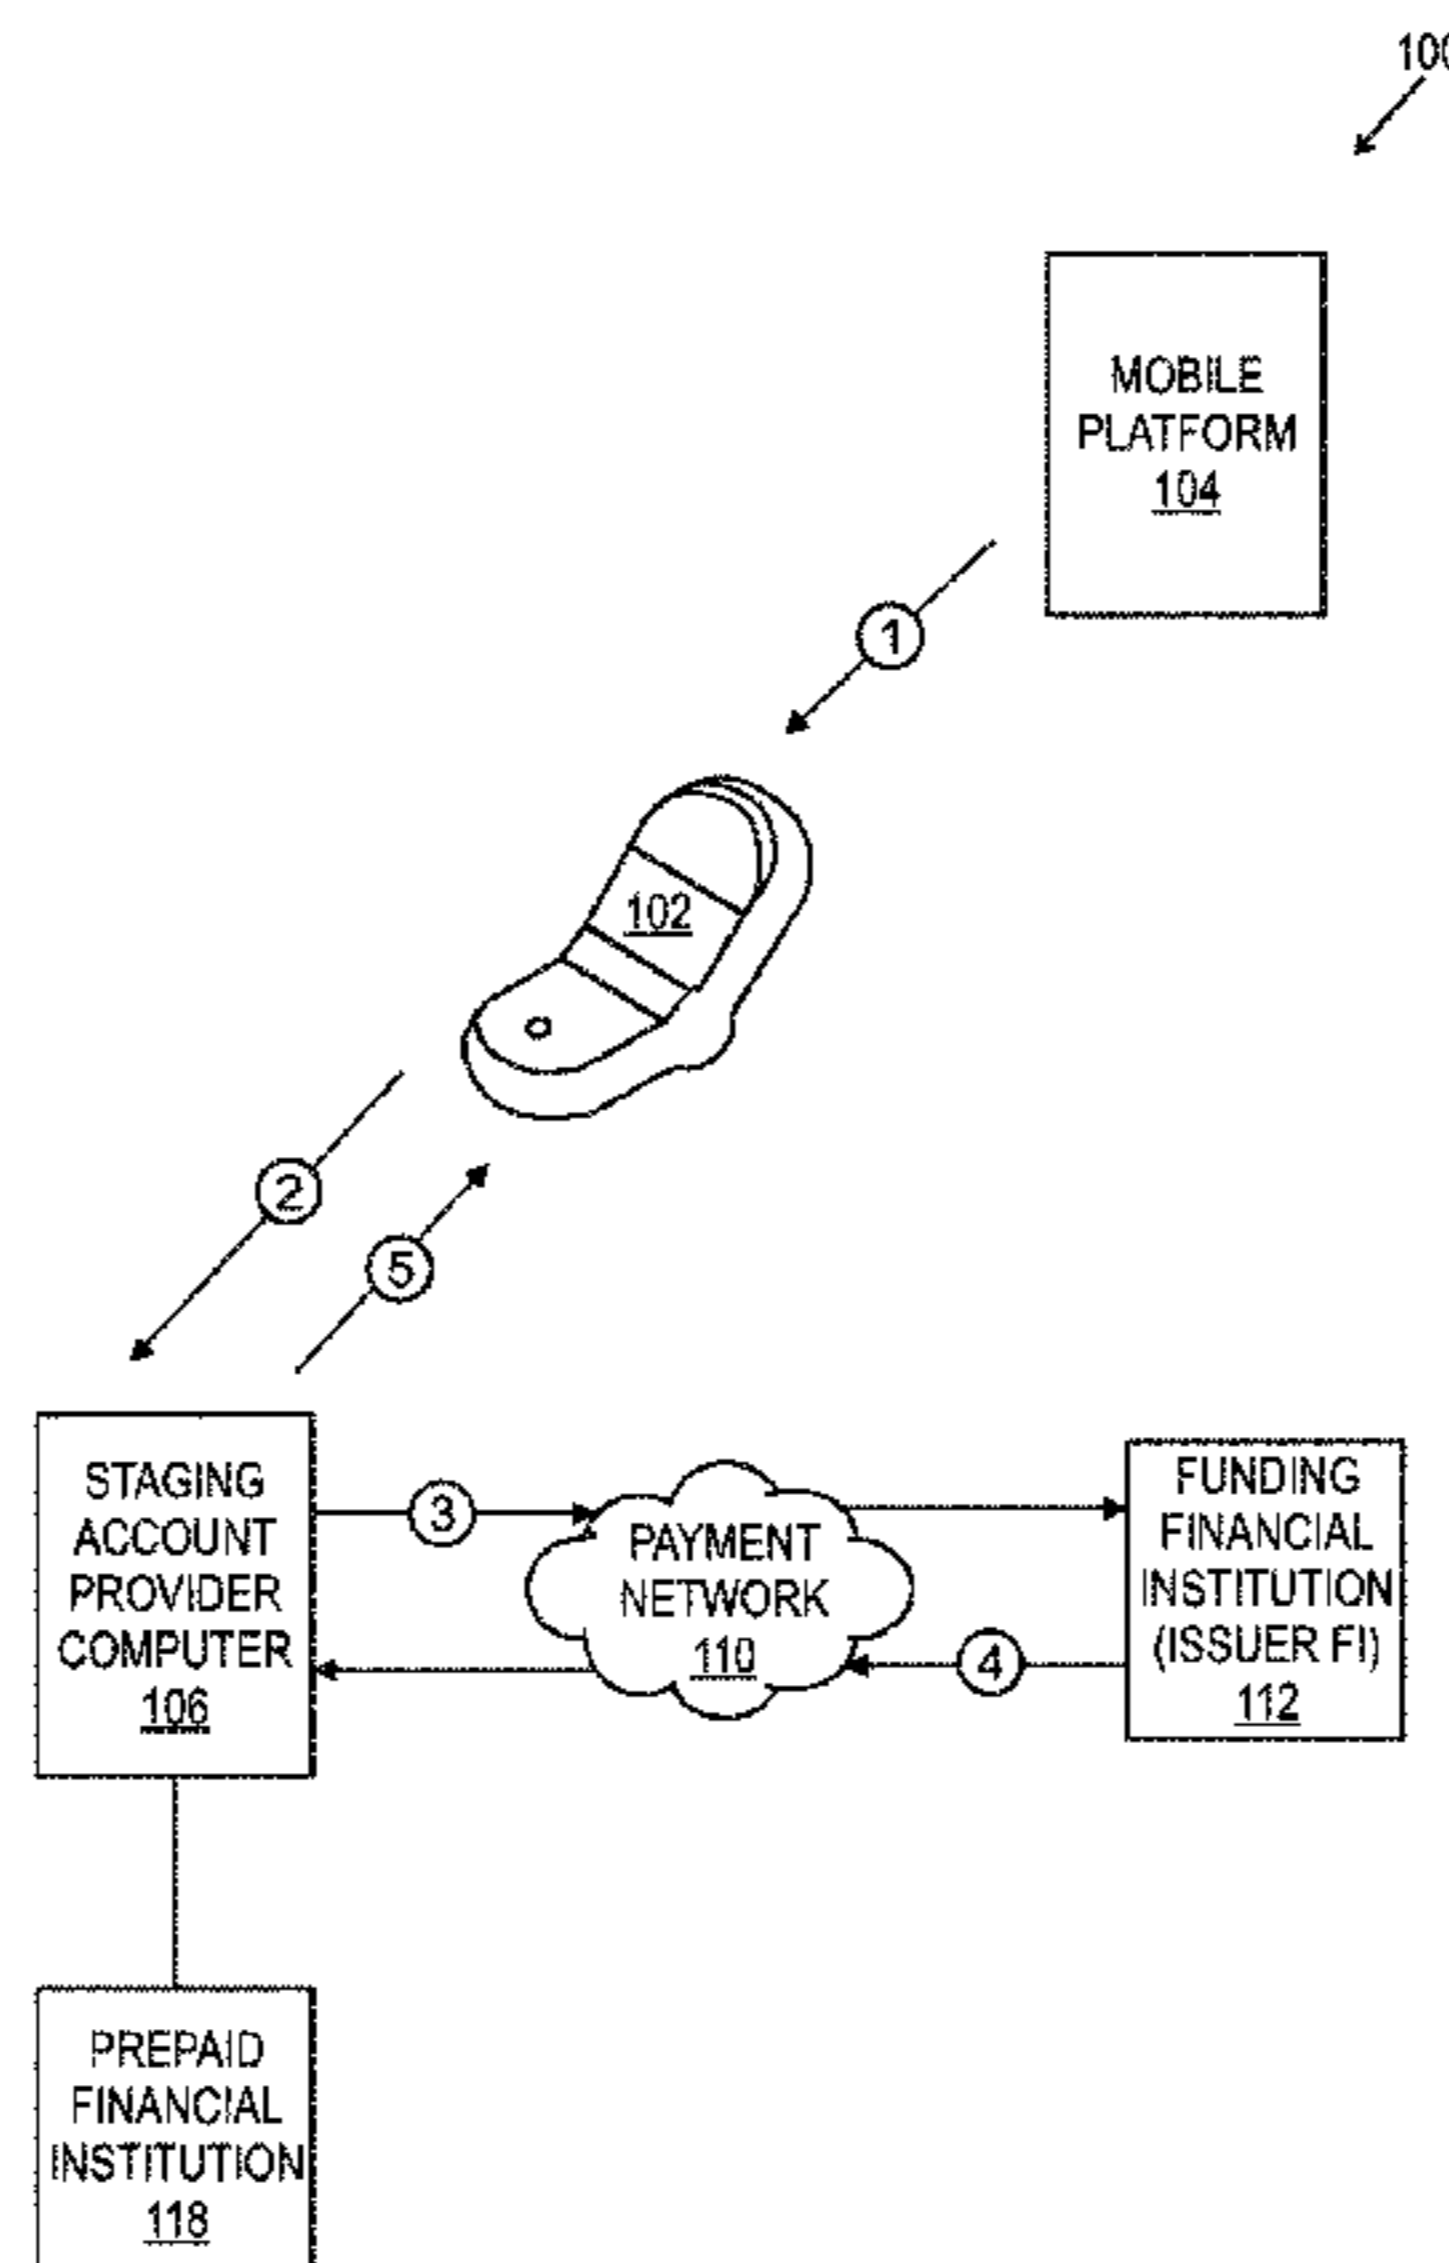 100
MOBILE
PLATFORM
104
1
102
2
5
STAGING
ACCOUNT
PROVIDER
COMPUTER
106
3
PAYMENT
NETWORK
110
FUNDING
FINANCIAL
INSTITUTION
(ISSUER FI)
112
4
PREPAID
FINANCIAL
INSTITUTION
118